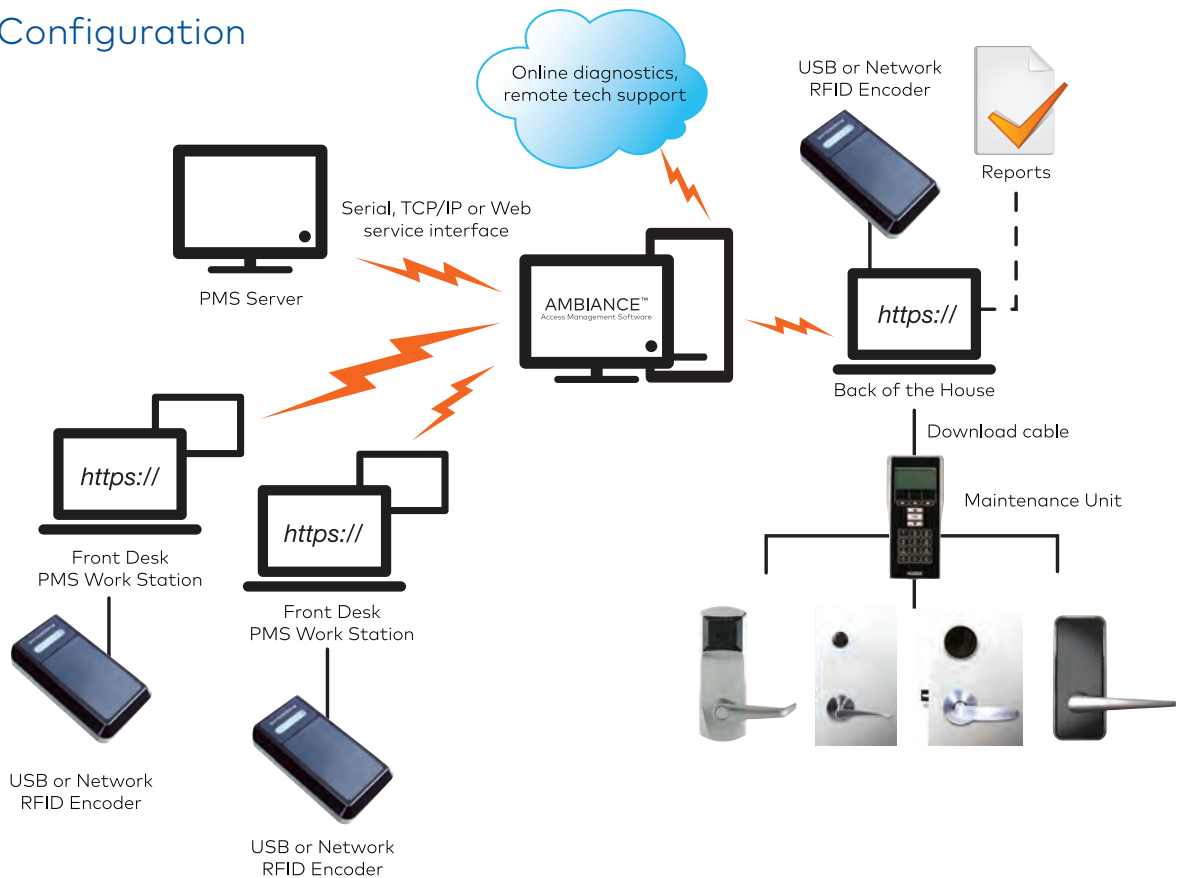 Configuration
Online diagnostics,
remote tech support
USB or Network
RFID Encoder
Reports
Serial, TCP/IP or Web
service interface
PMS Server
AMBIANCE™
Access Management Software
https://
Back of the House
Download cable
Maintenance Unit
https://
Front Desk
PMS Work Station
https://
Front Desk
PMS Work Station
USB or Network
RFID Encoder
USB or Network
RFID Encoder